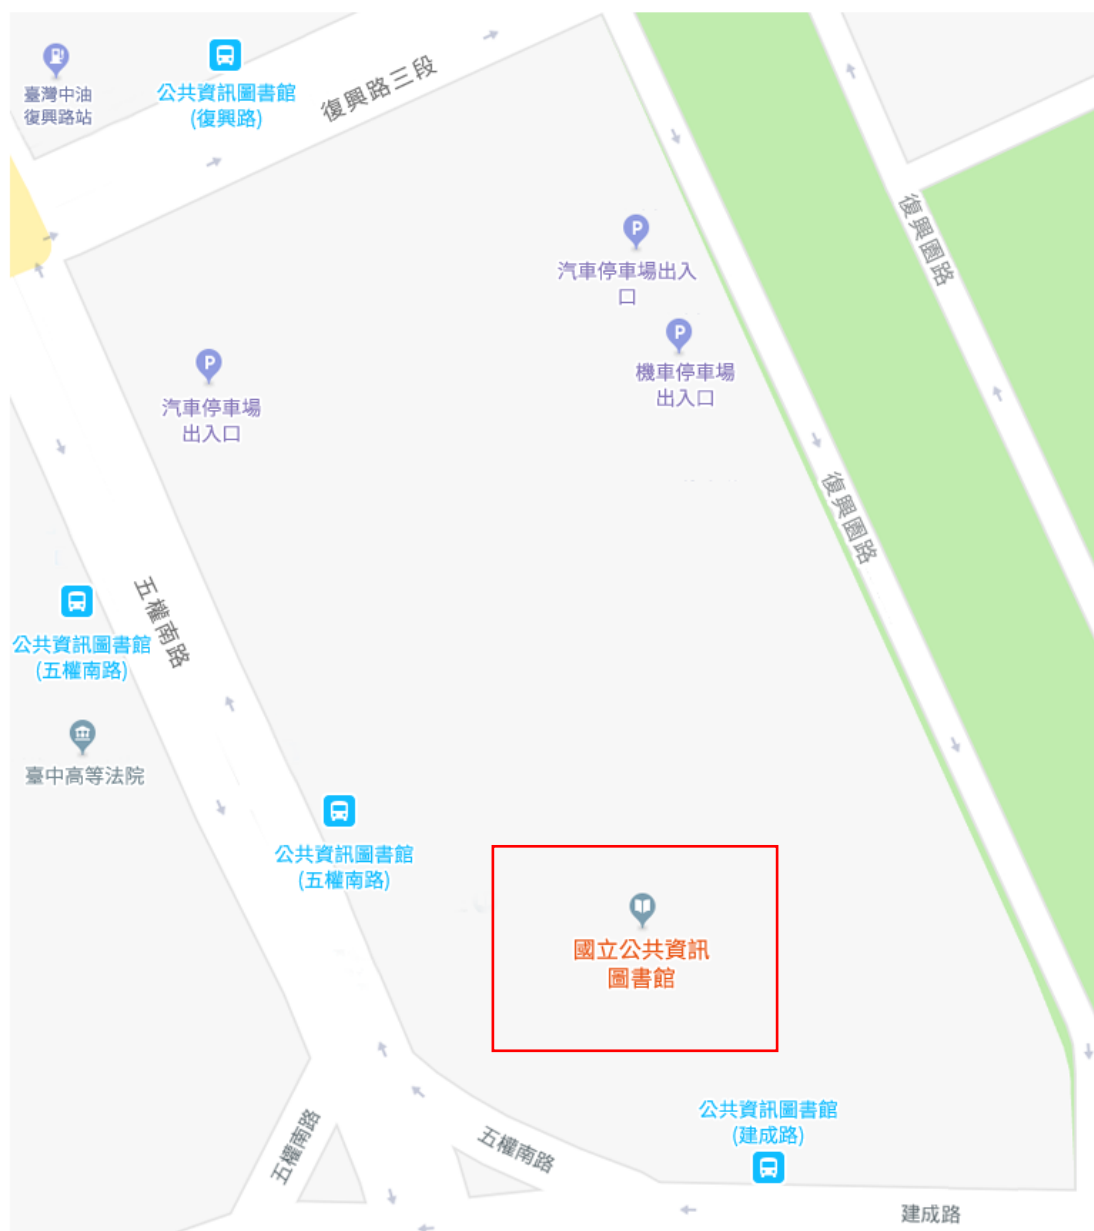 臺灣中油
復興路站
公共資訊圖書館
(復興路)
復興路三段
復興園路
汽車停車場出入
口
機車停車場
出入口
汽車停車場
出入口
復興園路
五權南路
公共資訊圖書館
(五權南路)
臺中高等法院
公共資訊圖書館
(五權南路)
國立公共資訊
圖書館
公共資訊圖書館
(建成路)
五權南路
五權南路
建成路